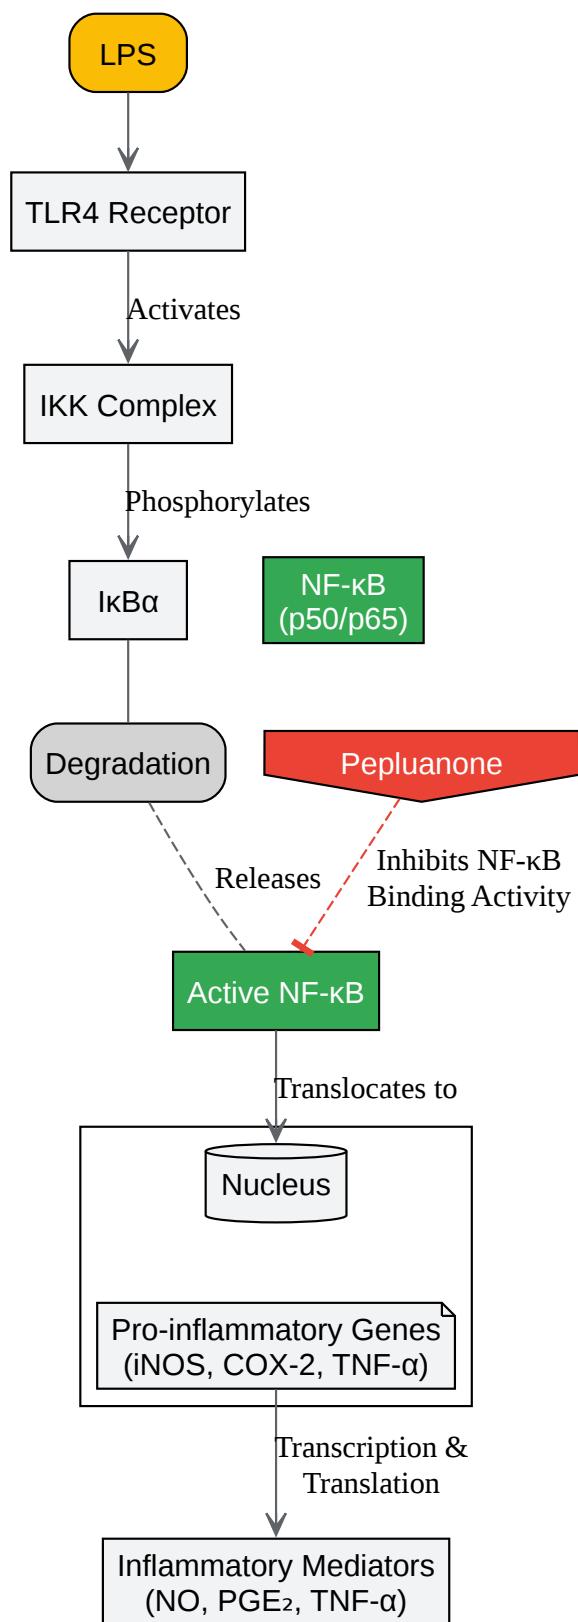 LPS
TLR4 Receptor
Activates
IKK Complex
Phosphorylates
IκBα
NF-κB
(p50/p65)
Degradation
Pepluanone
Releases
Inhibits NF-κB
Binding Activity
Active NF-κB
Translocates to
Nucleus
Pro-inflammatory Genes
(iNOS, COX-2, TNF-α)
Transcription &
Translation
Inflammatory Mediators
(NO, PGE₂, TNF-α)